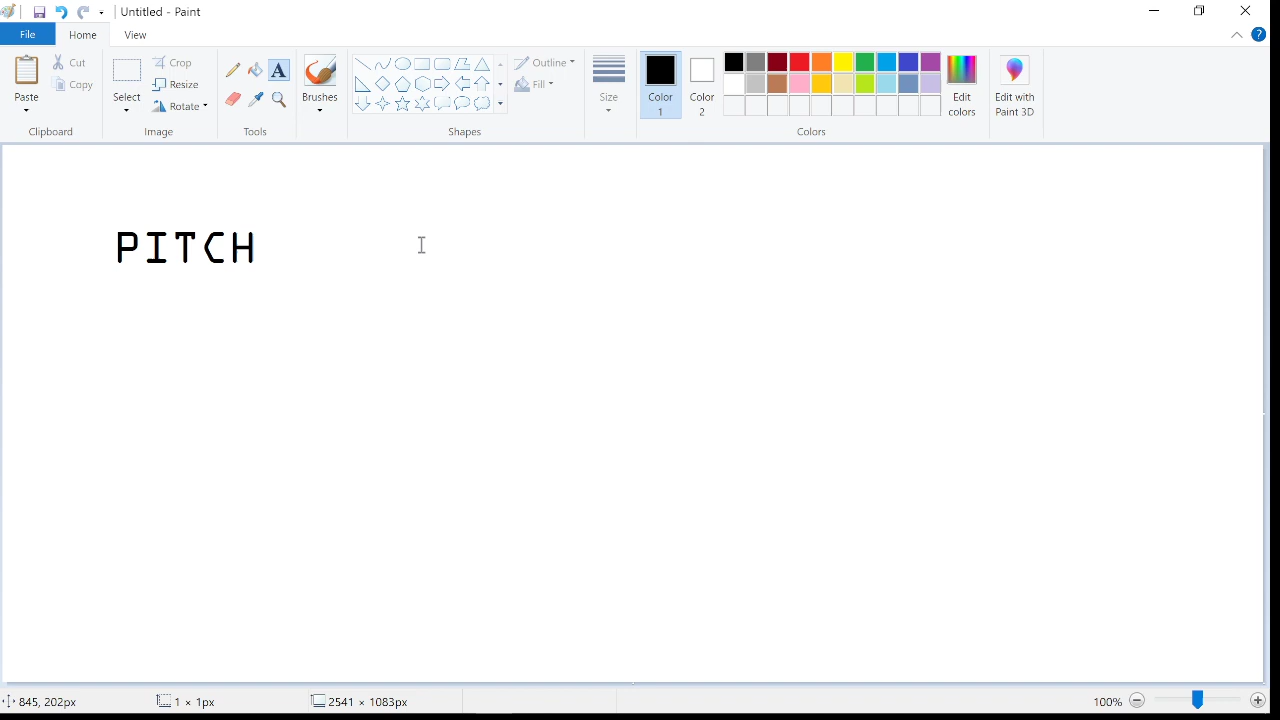 Untitled - Paint
File
Home
View
Paste
Cut
Copy
Clipboard
Select
Crop
Resize
Rotate
Image
A
Tools
Brushes
Outline
Fill
Shapes
Size
Color 1
Color 2
Edit colors
Colors
Edit with Paint 3D
?
PITCH
845, 202px
1 × 1px
2541 × 1083px
100%